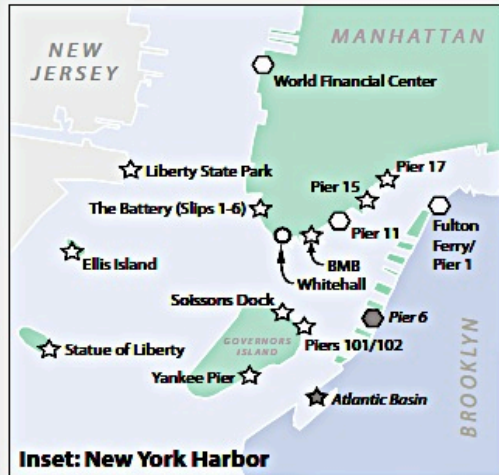 NEW
JERSEY
MANHATTAN
World Financial Center
Liberty State Park
Pier 17
Pier 15
The Battery (Slips 1-6)
Pier 11
Fulton
Ferry/
Pier 1
Ellis Island
BMB
Whitehall
Soissons Dock
Pier 6
GOVERNORS
ISLAND
Piers 101/102
Statue of Liberty
Yankee Pier
Atlantic Basin
BROOKLYN
Inset: New York Harbor